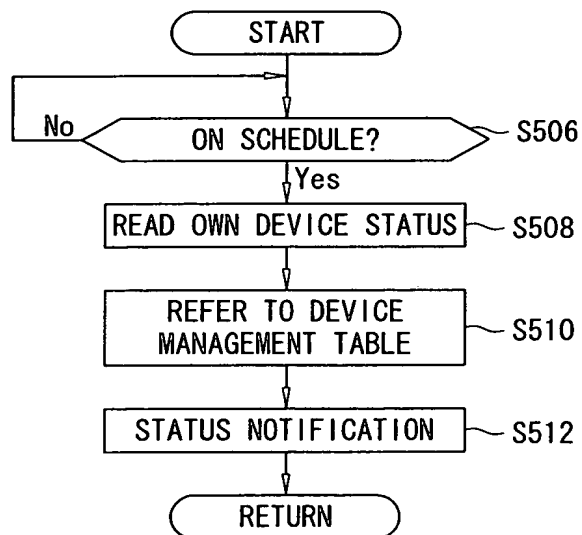 START
No
ON SCHEDULE?
S506
Yes
READ OWN DEVICE STATUS
S508
REFER TO DEVICE
MANAGEMENT TABLE
S510
STATUS NOTIFICATION
S512
RETURN